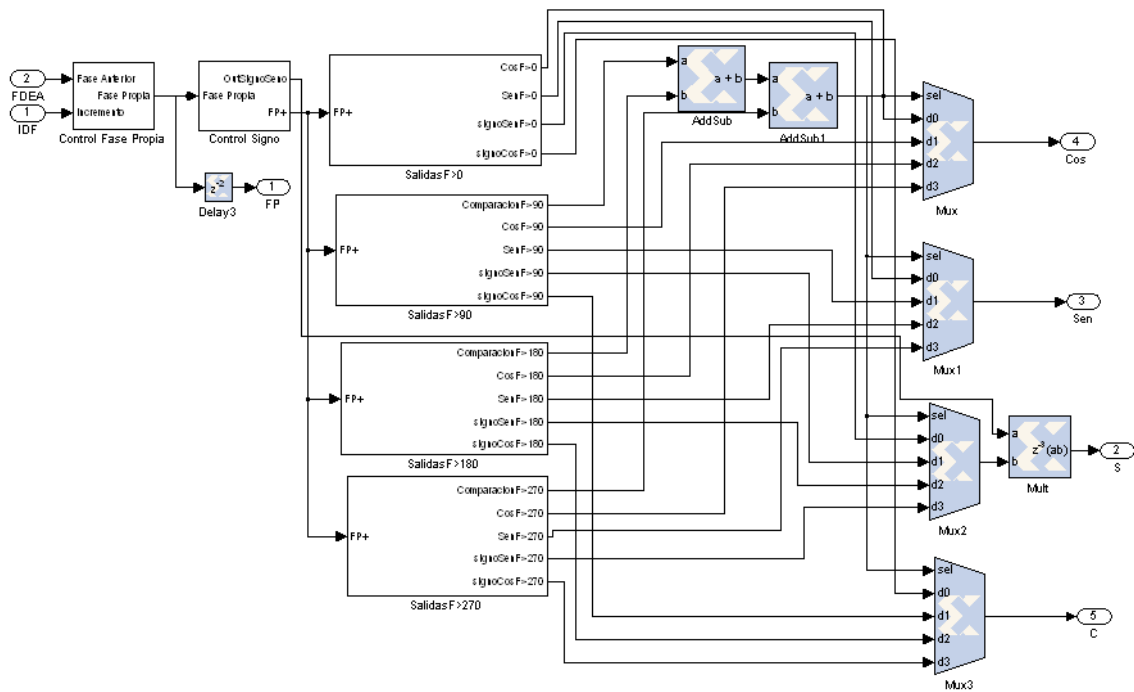 2
FDEA
1
IDF
Fase Anterior
Fase Propia
Incremento
Control Fase Propia
OutSignoSeno
Fase Propia
FP+
Control Signo
z⁻²
Delay3
1
FP
FP+
CosF>0
SenF>0
signoSenF>0
signoCosF>0
SalidasF>0
FP+
ComparacionF>90
CosF>90
SenF>90
signoSenF>90
signoCosF>90
SalidasF>90
FP+
ComparacionF>180
CosF>180
SenF>180
signoSenF>180
signoCosF>180
SalidasF>180
FP+
ComparacionF>270
CosF>270
SenF>270
signoSenF>270
signoCosF>270
SalidasF>270
a
a + b
b
AddSub
a
a + b
b
AddSub1
sel
d0
d1
d2
d3
Mux
4
Cos
sel
d0
d1
d2
d3
Mux1
3
Sen
sel
d0
d1
d2
d3
Mux2
a
z⁻³(ab)
b
Mult
2
S
sel
d0
d1
d2
d3
Mux3
5
C